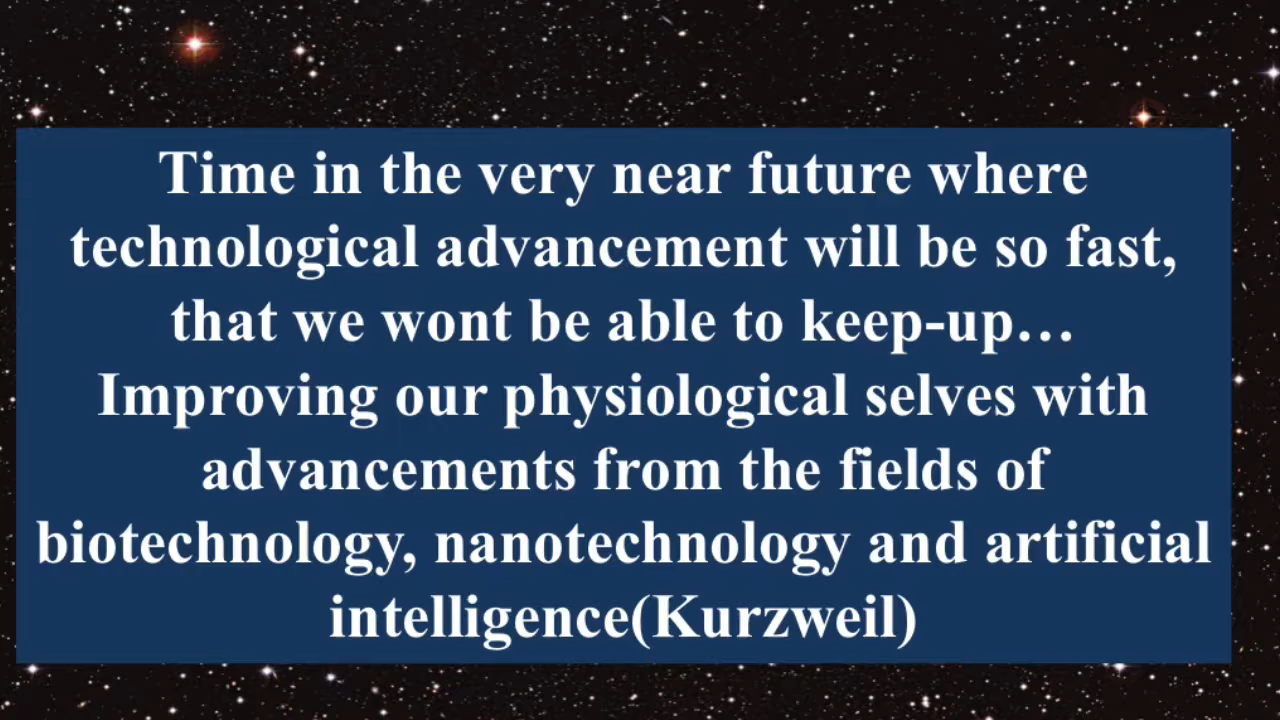 Time in the very near future where
technological advancement will be so fast,
that we wont be able to keep-up…
Improving our physiological selves with
advancements from the fields of
biotechnology, nanotechnology and artificial
intelligence(Kurzweil)